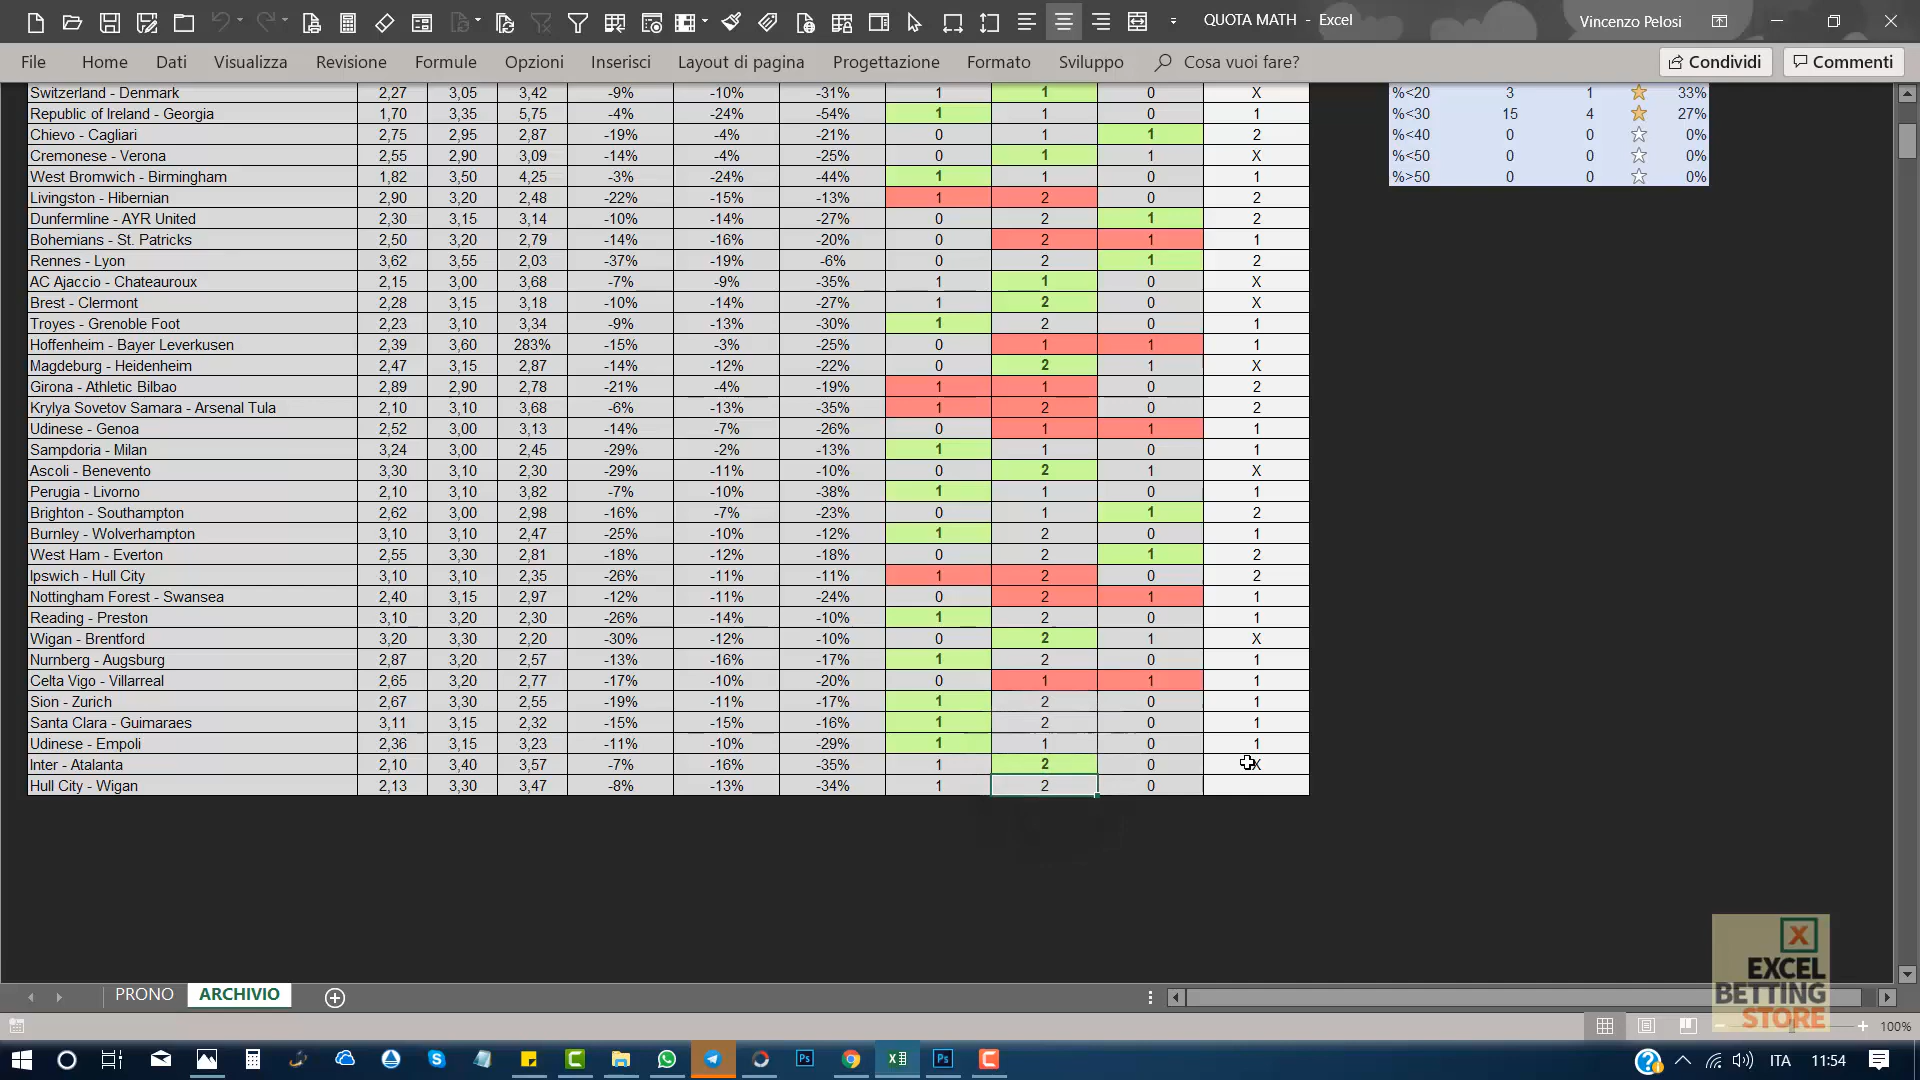 QUOTA MATH - Excel
Vincenzo Pelosi
File Home Dati Visualizza Revisione Formule Opzioni Inserisci Layout di pagina Progettazione Formato Sviluppo Cosa vuoi fare? Condividi Commenti
Switzerland - Denmark 2,27 3,05 3,42 -9% -10% -31% 1 1 0 X %<20 3 1 33%
Republic of Ireland - Georgia 1,70 3,35 5,75 -4% -24% -54% 1 1 0 1 %<30 15 4 27%
Chievo - Cagliari 2,75 2,95 2,87 -19% -4% -21% 0 1 1 2 %<40 0 0 0%
Cremonese - Verona 2,55 2,90 3,09 -14% -4% -25% 0 1 1 X %<50 0 0 0%
West Bromwich - Birmingham 1,82 3,50 4,25 -3% -24% -44% 1 1 0 1 %>50 0 0 0%
Livingston - Hibernian 2,90 3,20 2,48 -22% -15% -13% 1 2 0 2
Dunfermline - AYR United 2,30 3,15 3,14 -10% -14% -27% 0 2 1 2
Bohemians - St. Patricks 2,50 3,20 2,79 -14% -16% -20% 0 2 1 1
Rennes - Lyon 3,62 3,55 2,03 -37% -19% -6% 0 2 1 2
AC Ajaccio - Chateauroux 2,15 3,00 3,68 -7% -9% -35% 1 1 0 X
Brest - Clermont 2,28 3,15 3,18 -10% -14% -27% 1 2 0 X
Troyes - Grenoble Foot 2,23 3,10 3,34 -9% -13% -30% 1 2 0 1
Hoffenheim - Bayer Leverkusen 2,39 3,60 283% -15% -3% -25% 0 1 1 1
Magdeburg - Heidenheim 2,47 3,15 2,87 -14% -12% -22% 0 2 1 X
Girona - Athletic Bilbao 2,89 2,90 2,78 -21% -4% -19% 1 1 0 2
Krylya Sovetov Samara - Arsenal Tula 2,10 3,10 3,68 -6% -13% -35% 1 2 0 2
Udinese - Genoa 2,52 3,00 3,13 -14% -7% -26% 0 1 1 1
Sampdoria - Milan 3,24 3,00 2,45 -29% -2% -13% 1 1 0 1
Ascoli - Benevento 3,30 3,10 2,30 -29% -11% -10% 0 2 1 X
Perugia - Livorno 2,10 3,10 3,82 -7% -10% -38% 1 1 0 1
Brighton - Southampton 2,62 3,00 2,98 -16% -7% -23% 0 1 1 2
Burnley - Wolverhampton 3,10 3,10 2,47 -25% -10% -12% 1 2 0 1
West Ham - Everton 2,55 3,30 2,81 -18% -12% -18% 0 2 1 2
Ipswich - Hull City 3,10 3,10 2,35 -26% -11% -11% 1 2 0 2
Nottingham Forest - Swansea 2,40 3,15 2,97 -12% -11% -24% 0 2 1 1
Reading - Preston 3,10 3,20 2,30 -26% -14% -10% 1 2 0 1
Wigan - Brentford 3,20 3,30 2,20 -30% -12% -10% 0 2 1 X
Nurnberg - Augsburg 2,87 3,20 2,57 -13% -16% -17% 1 2 0 1
Celta Vigo - Villarreal 2,65 3,20 2,77 -17% -10% -20% 0 1 1 1
Sion - Zurich 2,67 3,30 2,55 -19% -11% -17% 1 2 0 1
Santa Clara - Guimaraes 3,11 3,15 2,32 -15% -15% -16% 1 2 0 1
Udinese - Empoli 2,36 3,15 3,23 -11% -10% -29% 1 1 0 1
Inter - Atalanta 2,10 3,40 3,57 -7% -16% -35% 1 2 0 X
Hull City - Wigan 2,13 3,30 3,47 -8% -13% -34% 1 2 0
X
EXCEL
BETTING
STORE
PRONO ARCHIVIO
100%
ITA 11:54